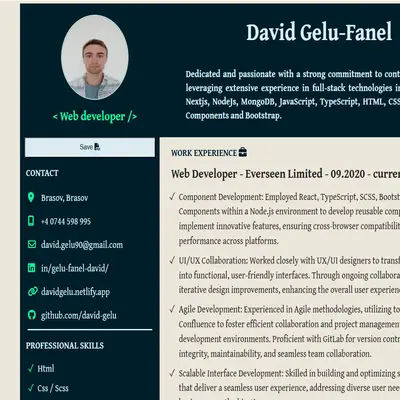 David Gelu-Fanel
Dedicated and passionate with a strong commitment to cont
leveraging extensive experience in full-stack technologies in
Nextjs, NodeJs, MongoDB, JavaScript, TypeScript, HTML, CSS
Components and Bootstrap.
< Web developer />
Save
CONTACT
Brasov, Brasov
+4 0744 598 995
david.gelu90@gmail.com
in/gelu-fanel-david/
davidgelu.netlify.app
github.com/david-gelu
PROFESSIONAL SKILLS
√ Html
√ Css / Scss
WORK EXPERIENCE
Web Developer - Everseen Limited - 09.2020 - curren
√ Component Development: Employed React, TypeScript, SCSS, Bootst
Components within a Node.js environment to develop reusable comp
implement innovative features, ensuring cross-browser compatibilit
performance across platforms.
√ UI/UX Collaboration: Worked closely with UX/UI designers to transf
into functional, user-friendly interfaces. Through ongoing collabora
iterative design improvements, enhancing the overall user experienc
√ Agile Development: Experienced in Agile methodologies, utilizing to
Confluence to foster efficient collaboration and project management
development environments. Proficient with GitLab for version contr
integrity, maintainability, and seamless team collaboration.
√ Scalable Interface Development: Skilled in building and optimizing s
that deliver a seamless user experience, addressing diverse user nee